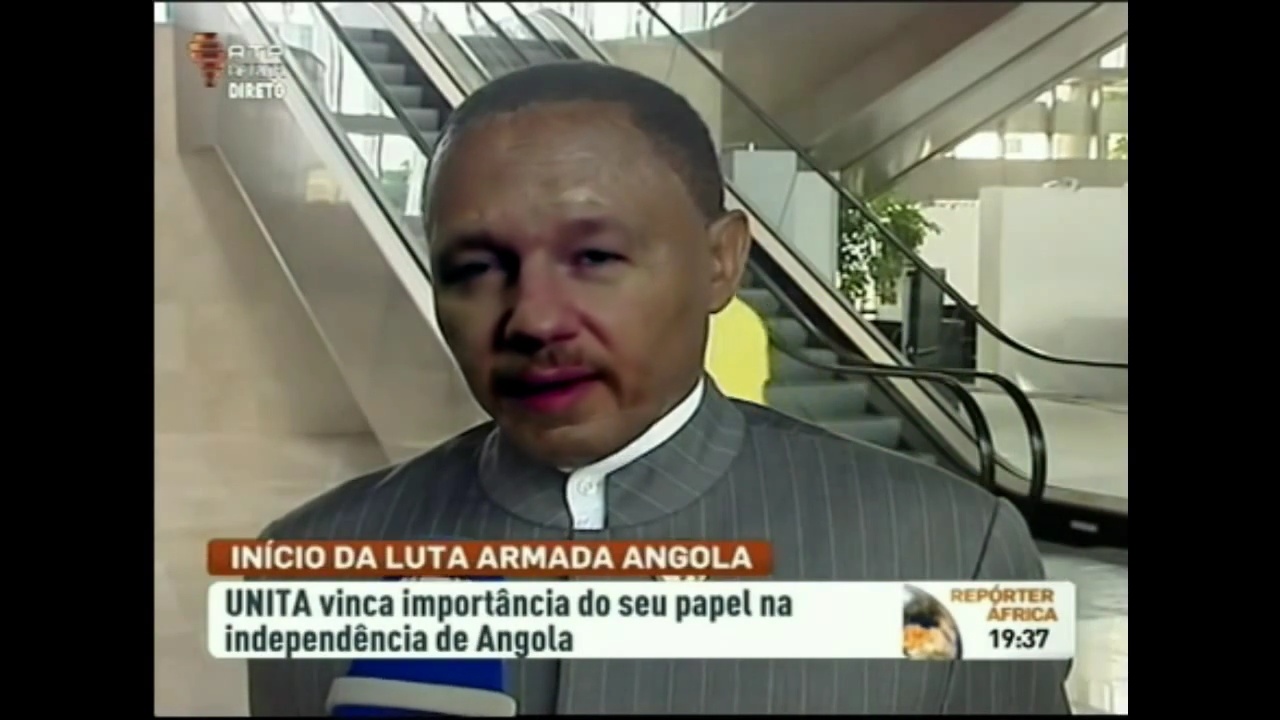 DIRETO
INÍCIO DA LUTA ARMADA ANGOLA
UNITA vinca importância do seu papel na
independência de Angola
REPÓRTER
ÁFRICA
19:37